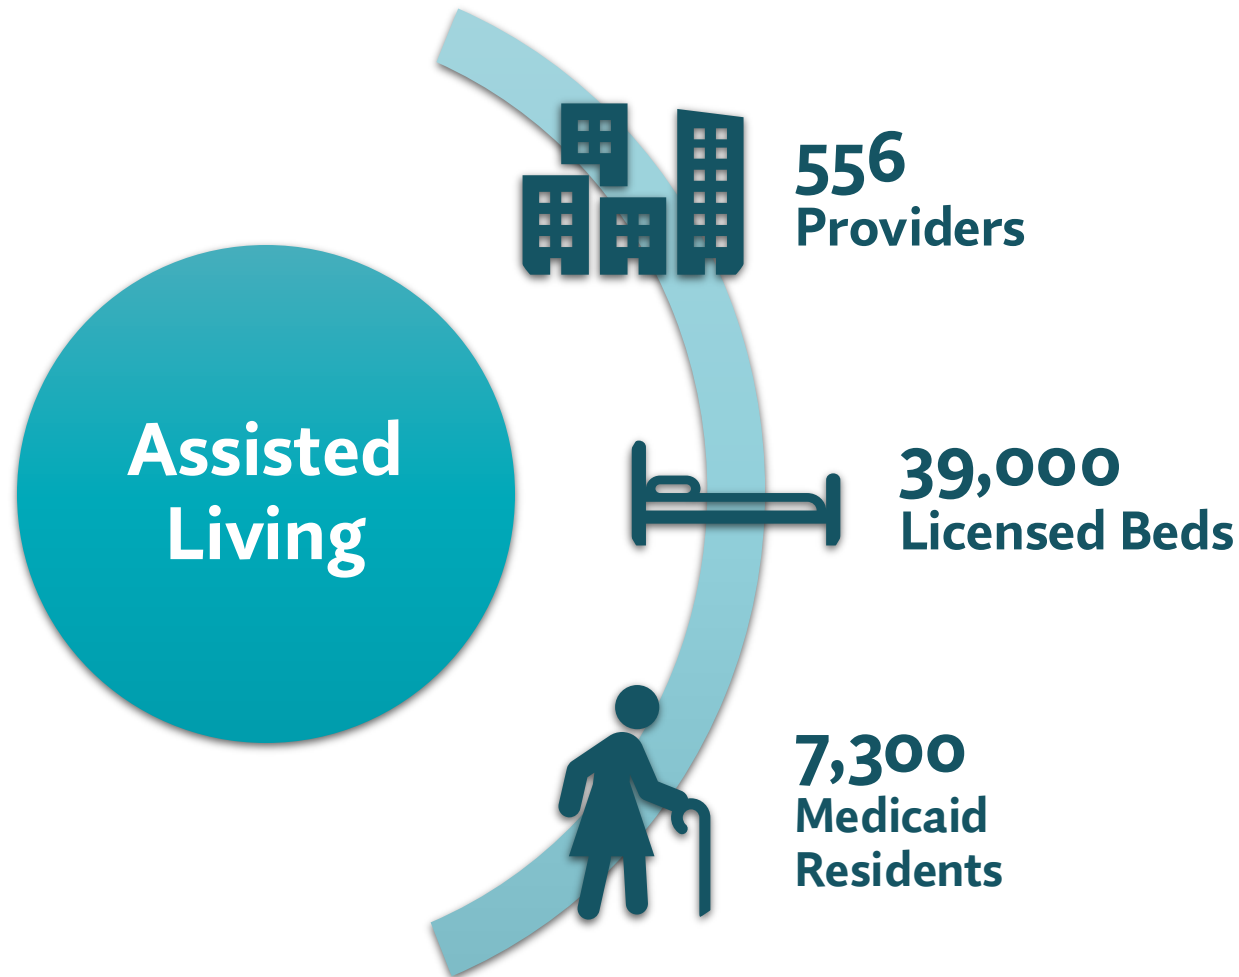 Assisted
Living
556
Providers
39,000
Licensed Beds
7,300
Medicaid
Residents